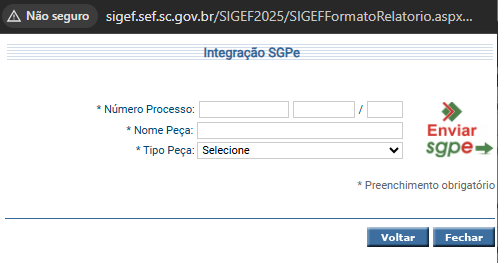 Não seguro sigef.sef.sc.gov.br/SIGEF2025/SIGEFFormatoRelatorio.aspx...
Integração SGPe
* Número Processo: /
* Nome Peça:
* Tipo Peça: Selecione
Enviar
sgpe
* Preenchimento obrigatório
Voltar Fechar